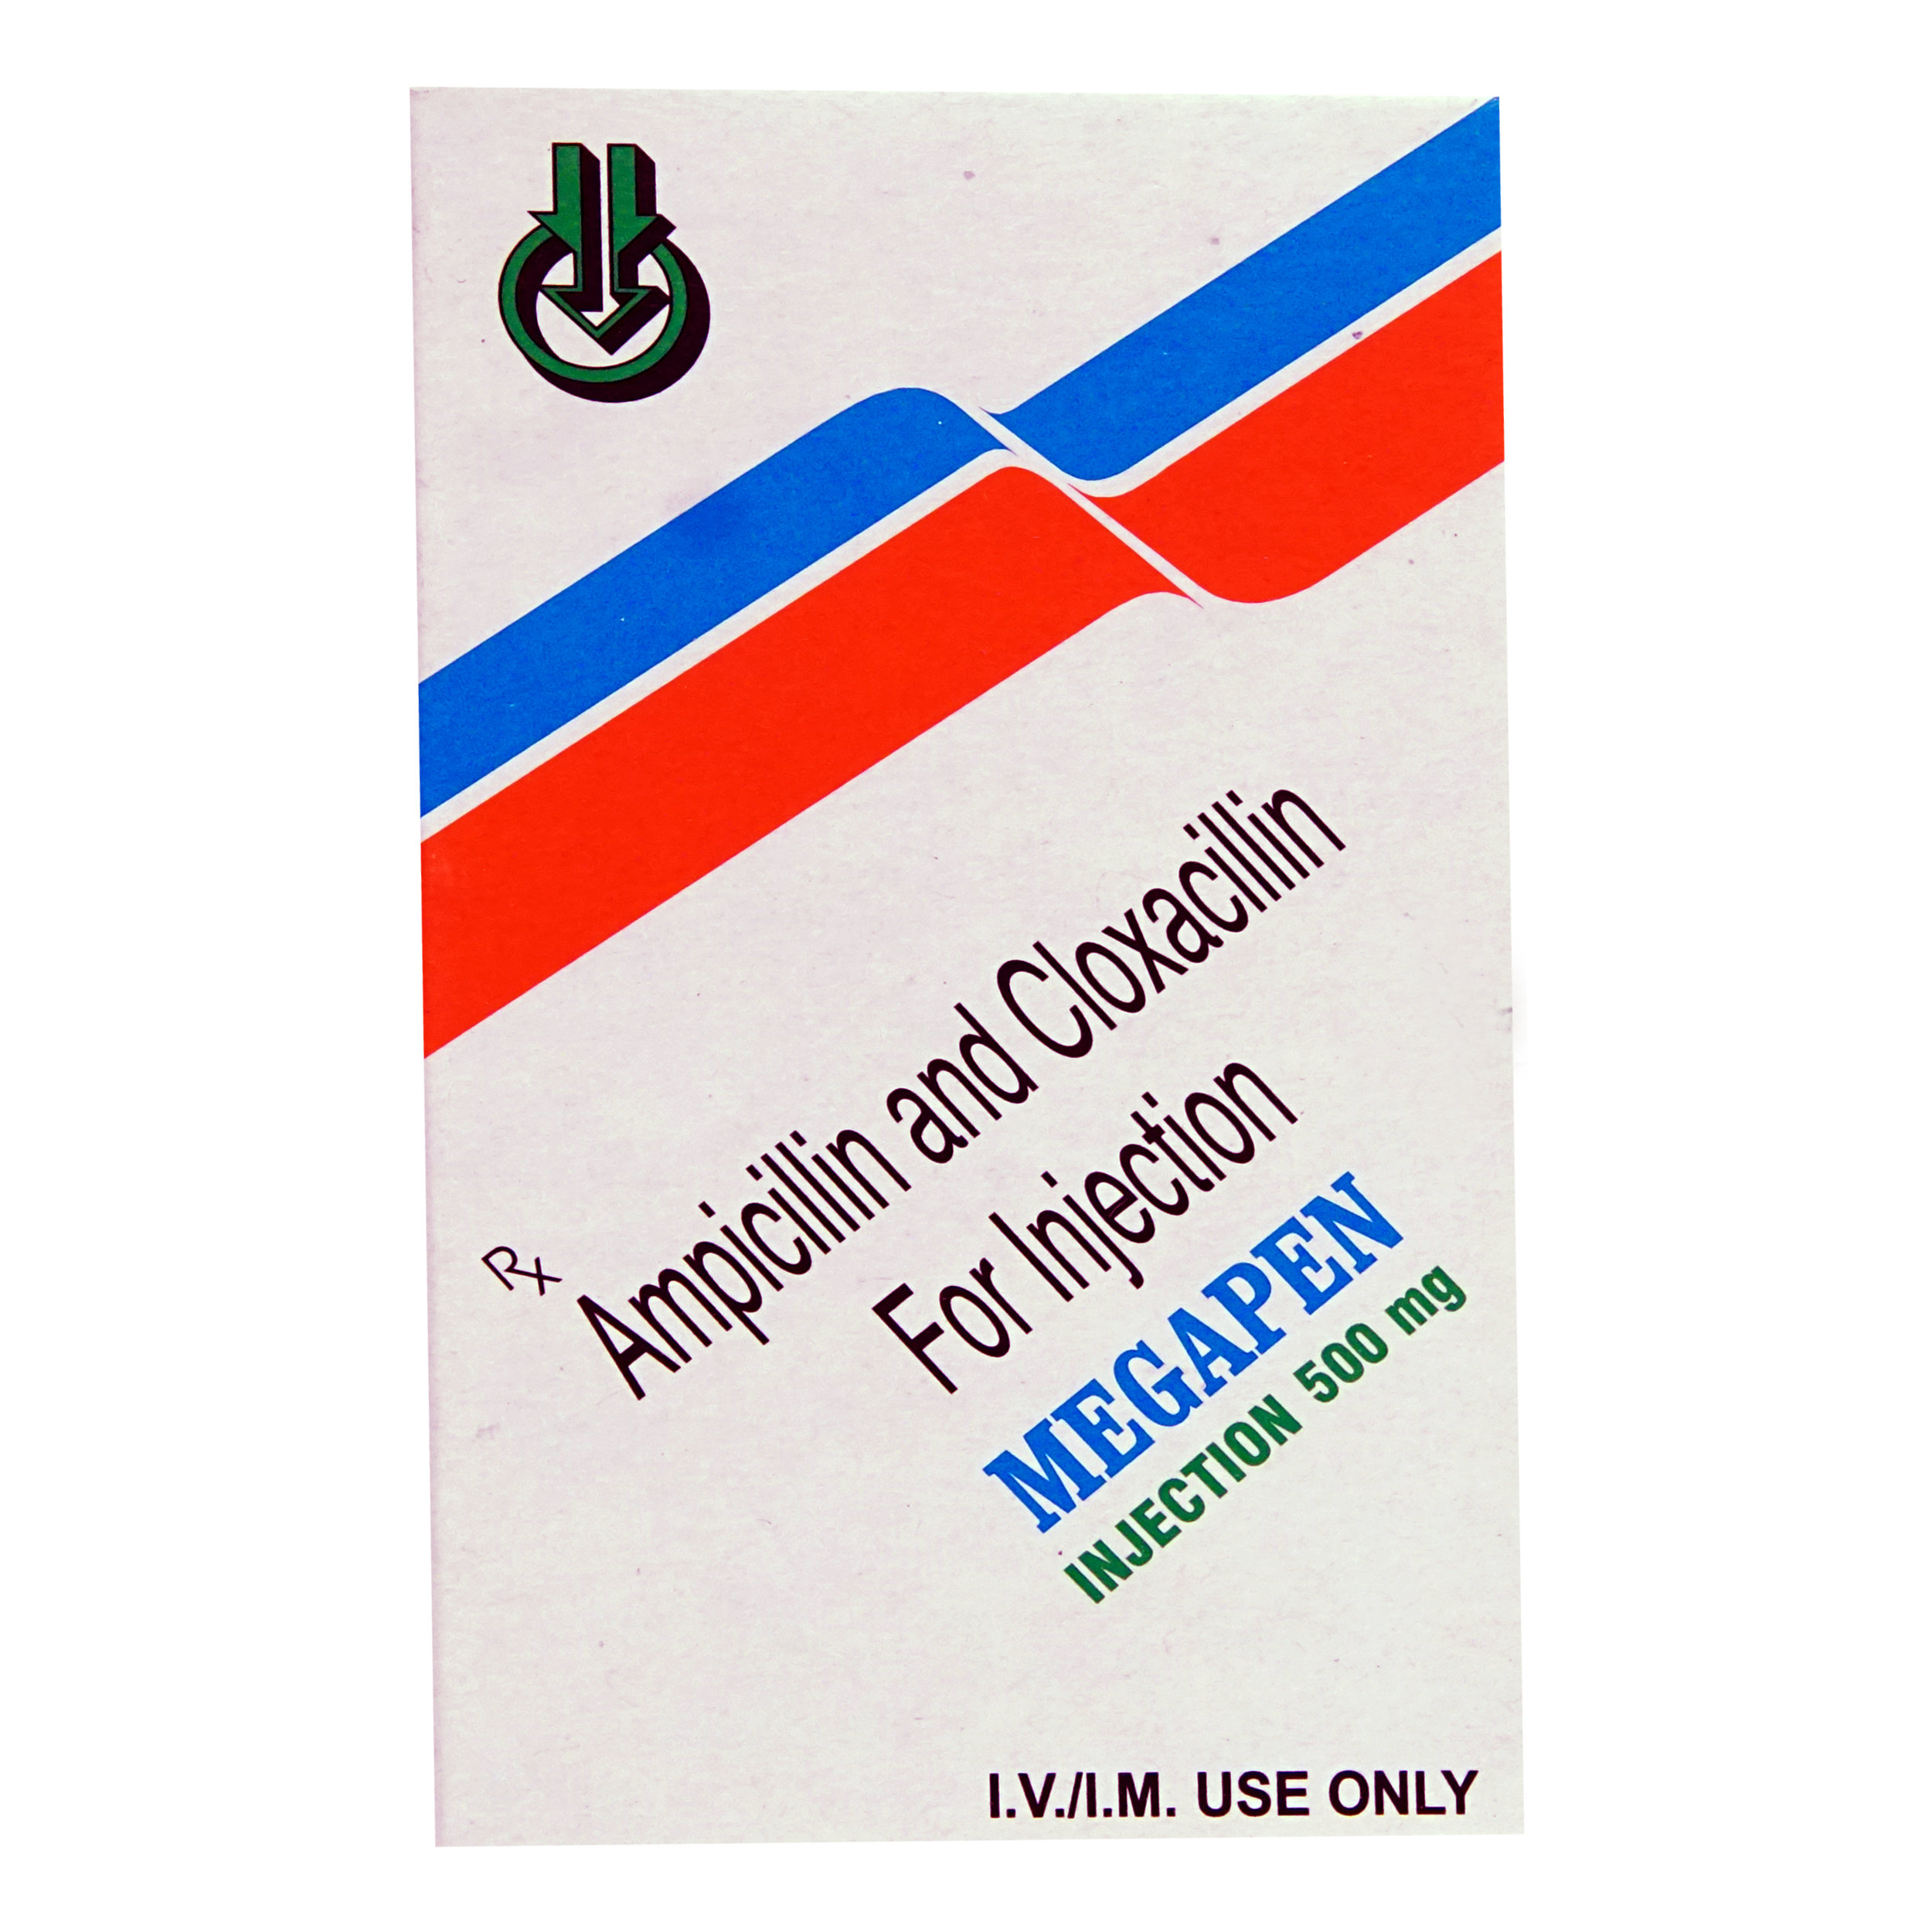 Rx Ampicillin and Cloxacillin
For Injection
MEGAPEN
INJECTION 500 mg
I.V./I.M. USE ONLY